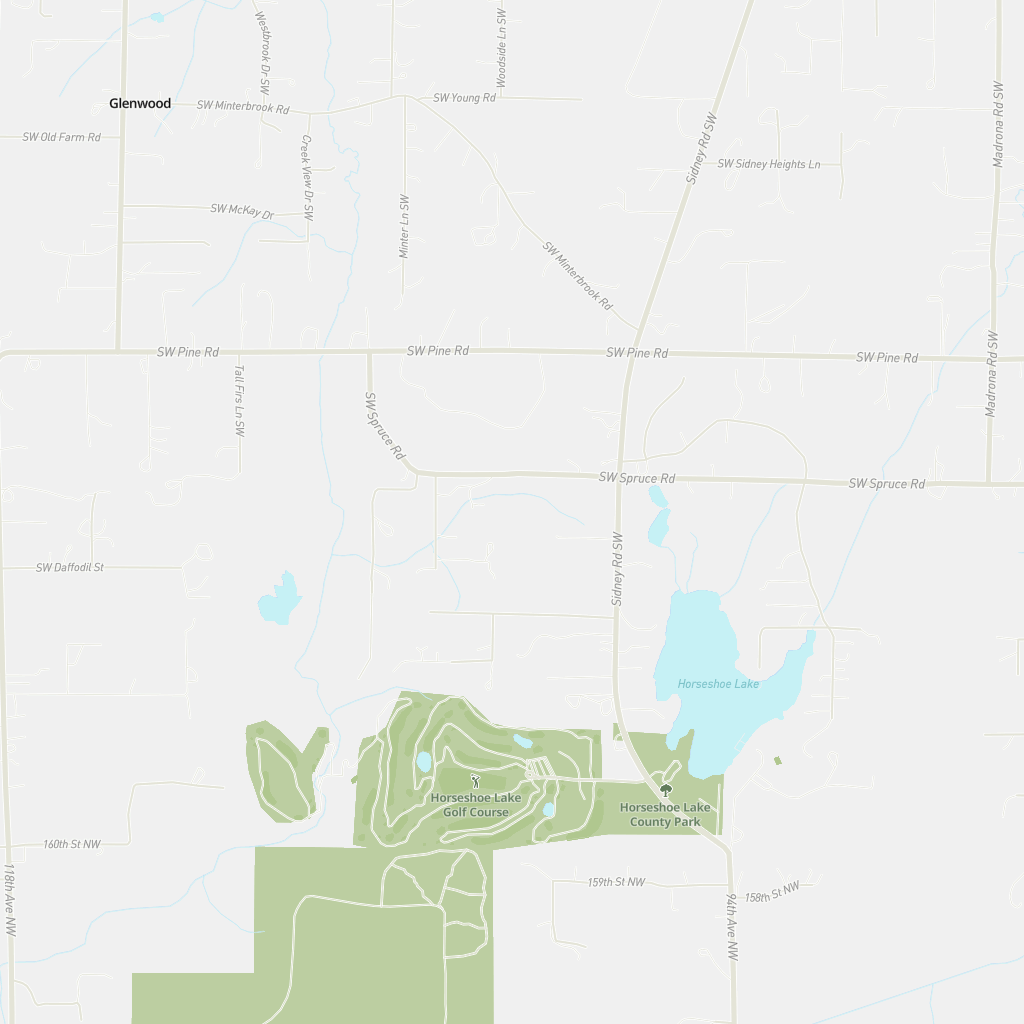 Westbrook Dr SW
Woodside Ln SW
Glenwood
SW Minterbrook Rd
SW Young Rd
SW Old Farm Rd
Creek View Dr SW
Sidney Rd SW
SW Sidney Heights Ln
Madrona Rd SW
SW McKay Dr
Minter Ln SW
SW Minterbrook Rd
SW Pine Rd
SW Pine Rd
SW Pine Rd
SW Pine Rd
Tall Firs Ln SW
SW Spruce Rd
Madrona Rd SW
SW Spruce Rd
SW Spruce Rd
SW Daffodil St
Sidney Rd SW
Horseshoe Lake
Horseshoe Lake
Golf Course
Horseshoe Lake
County Park
160th St NW
118th Ave NW
159th St NW
158th St NW
94th Ave NW